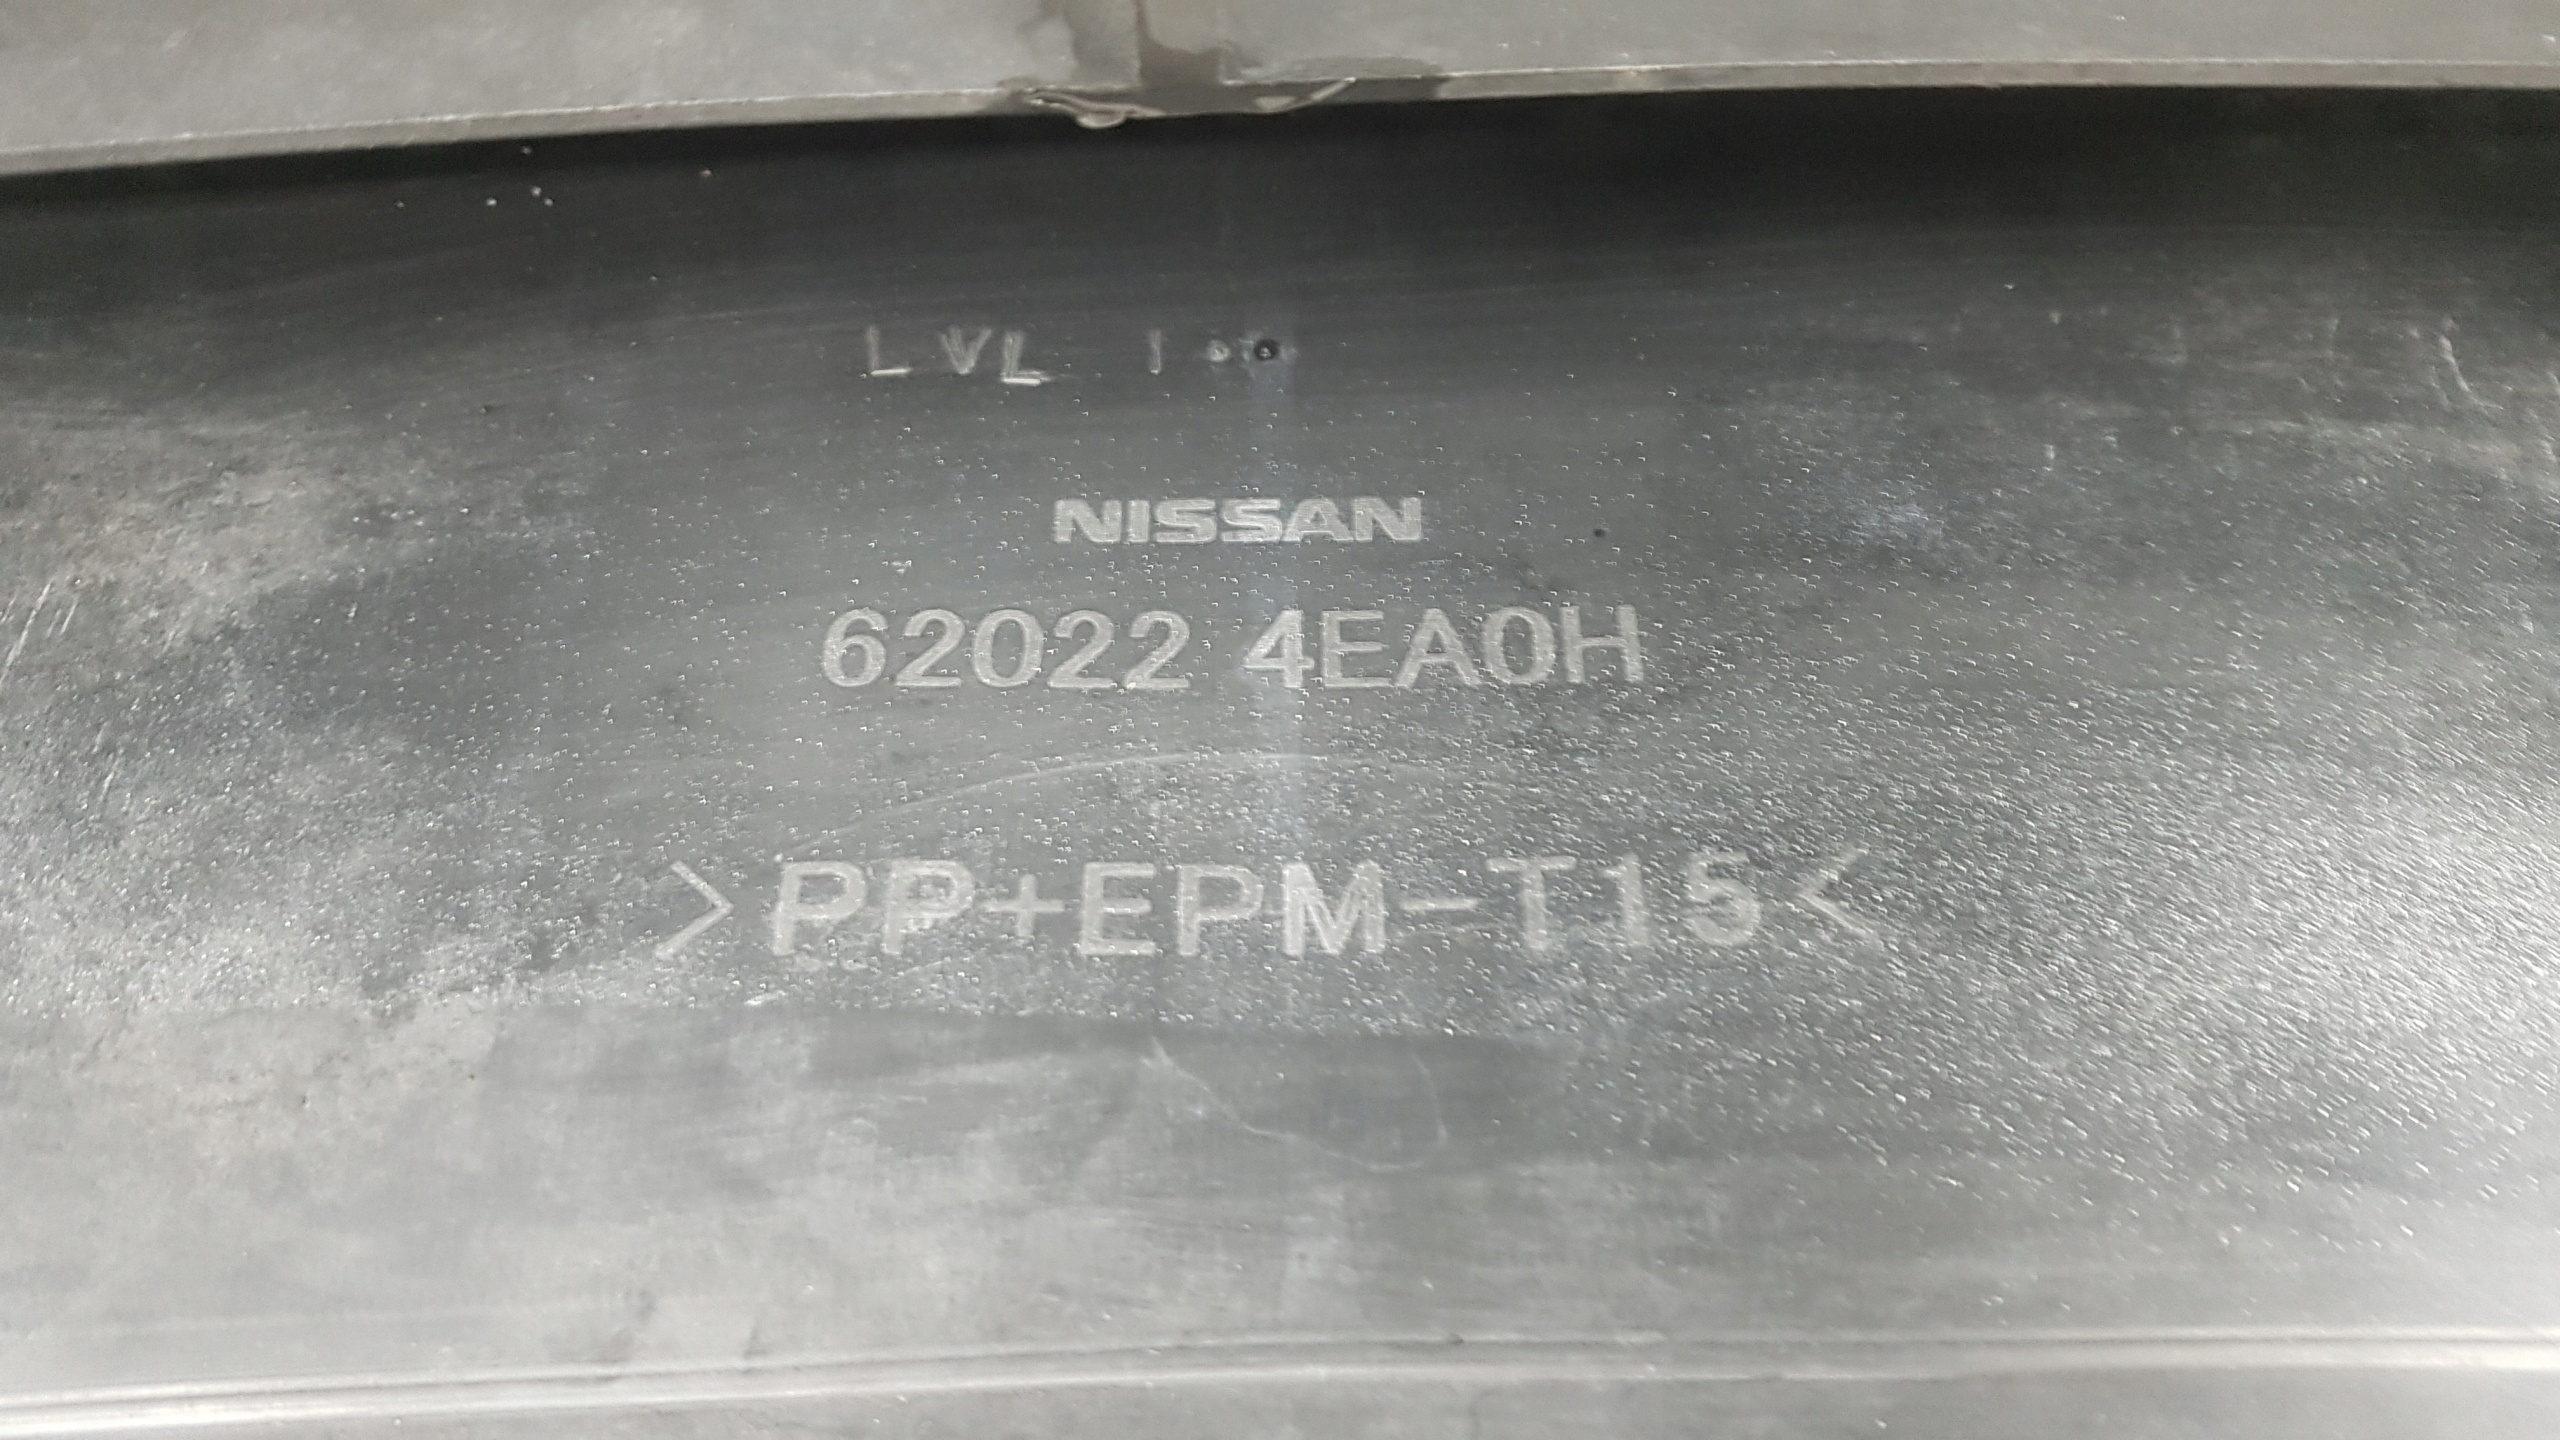 LVL 1
NISSAN
62022 4EA0H
>PP+EPM-T15<